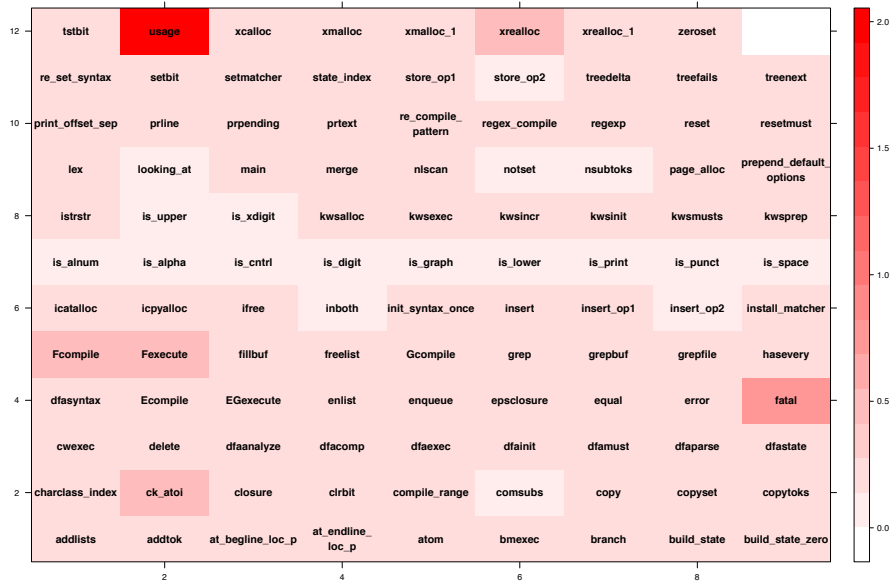 12 tstbit usage xcalloc xmalloc xmalloc_1 xrealloc xrealloc_1 zeroset 2.0
re_set_syntax setbit setmatcher state_index store_op1 store_op2 treedelta treefails treenext
10 print_offset_sep prline prpending prtext re_compile_
pattern regex_compile regexp reset resetmust 1.5
lex looking_at main merge nlscan notset nsubtoks page_alloc prepend_default_
options
8 istrstr is_upper is_xdigit kwsalloc kwsexec kwsincr kwsinit kwsmusts kwsprep
is_alnum is_alpha is_cntrl is_digit is_graph is_lower is_print is_punct is_space 1.0
6 icatalloc icpyalloc ifree inboth init_syntax_once insert insert_op1 insert_op2 install_matcher
Fcompile Fexecute fillbuf freelist Gcompile grep grepbuf grepfile hasevery
4 dfasyntax Ecompile EGexecute enlist enqueue epsclosure equal error fatal 0.5
cwexec delete dfaanalyze dfacomp dfaexec dfainit dfamust dfaparse dfastate
2 charclass_index ck_atoi closure clrbit compile_range comsubs copy copyset copytoks
0.0
addlists addtok at_begline_loc_p at_endline_
loc_p atom bmexec branch build_state build_state_zero
2 4 6 8